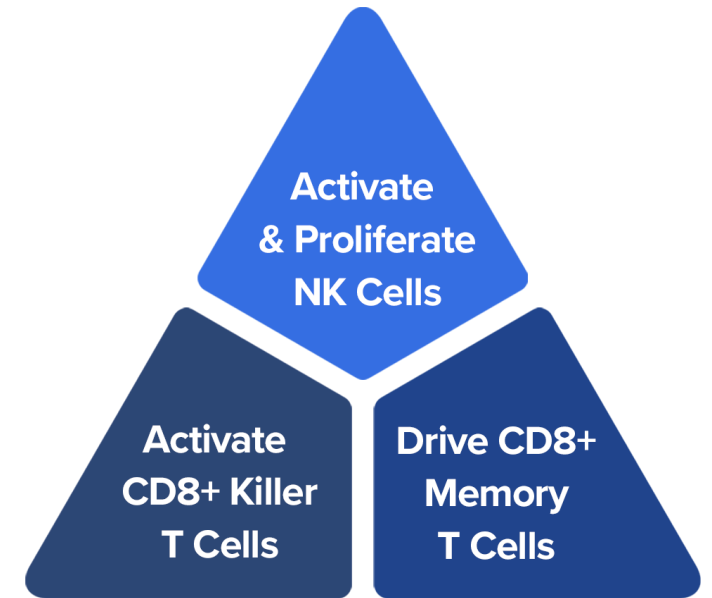 Activate
& Proliferate
NK Cells
Activate
CD8+ Killer
T Cells
Drive CD8+
Memory
T Cells